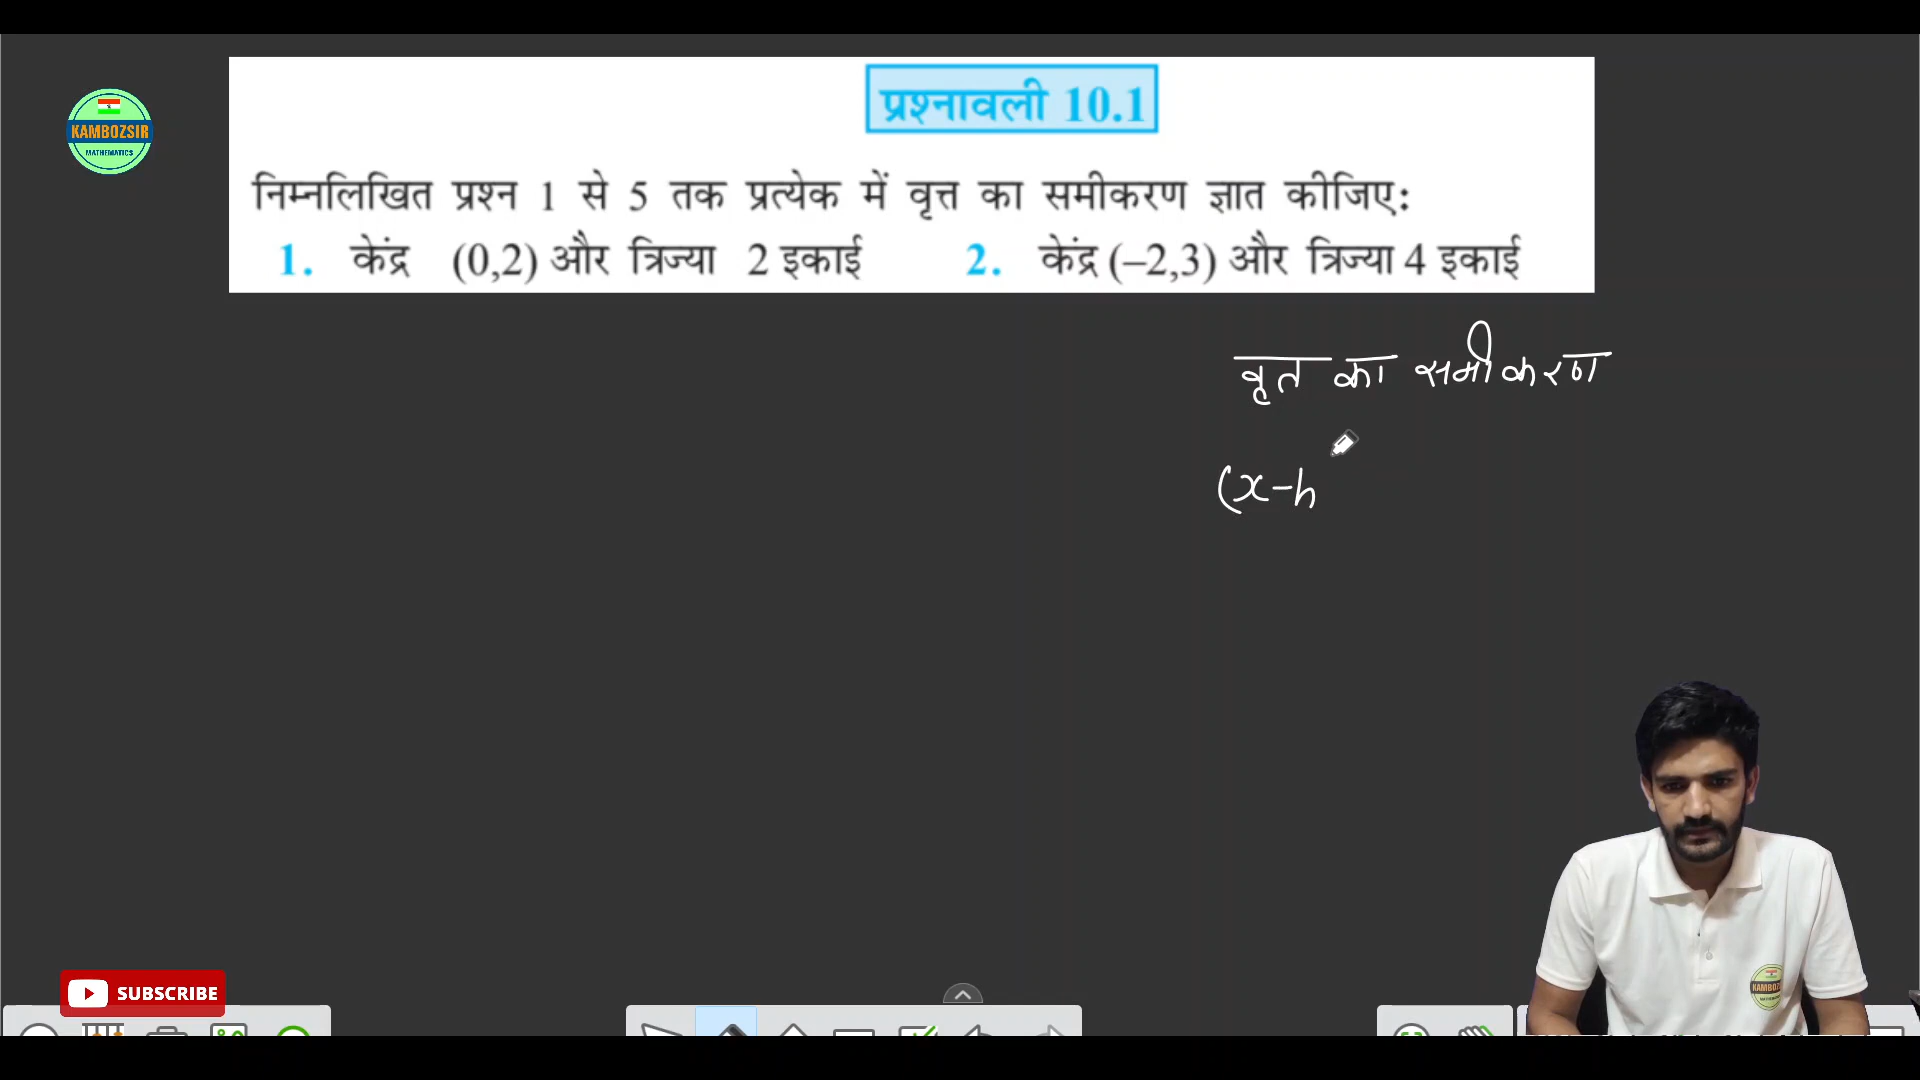 प्रश्नावली 10.1
KAMBOZSIR
MATHEMATICS
निम्नलिखित प्रश्न 1 से 5 तक प्रत्येक में वृत्त का समीकरण ज्ञात कीजिए:
1. केंद्र (0,2) और त्रिज्या 2 इकाई 2. केंद्र (–2,3) और त्रिज्या 4 इकाई
वृत का समीकरण
(x-h
KAMBOZSIR
SUBSCRIBE